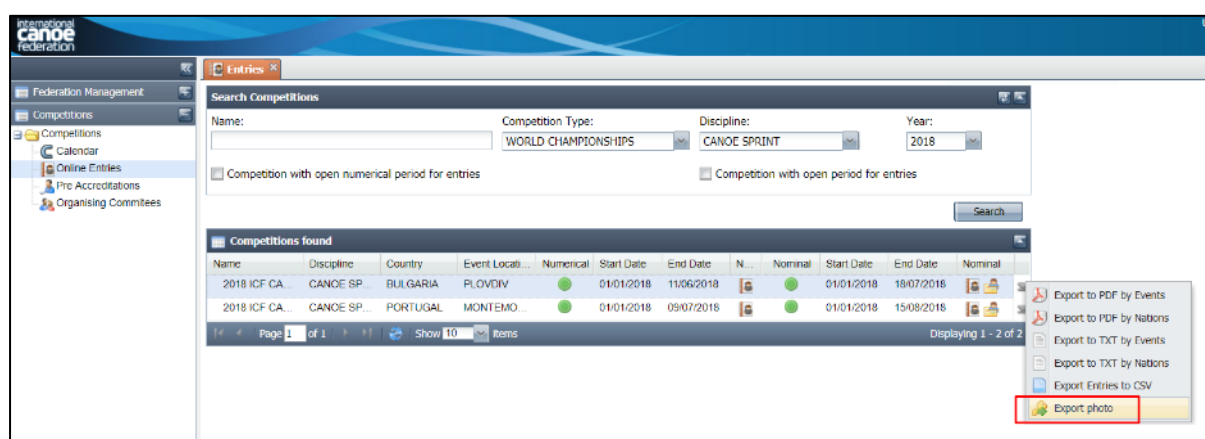 international
canoe
federation
Entries
Federation Management
Search Competitions
Competitions
Name:
Competition Type:
Discipline:
Year:
Competitions
WORLD CHAMPIONSHIPS
CANOE SPRINT
2018
Calendar
Online Entries
Competition with open numerical period for entries
Competition with open period for entries
Pre Accreditations
Organising Commitees
Search
Competitions found
Name Discipline Country Event Locati... Numerical Start Date End Date N... Nominal Start Date End Date Nominal
2018 ICF CA... CANOE SP... BULGARIA PLOVDIV 01/01/2018 11/06/2018 01/01/2018 18/07/2018
2018 ICF CA... CANOE SP... PORTUGAL MONTEMO... 01/01/2018 09/07/2018 01/01/2018 15/08/2018
Page 1 of 1 Show 10 items Displaying 1 - 2 of 2
Export to PDF by Events
Export to PDF by Nations
Export to TXT by Events
Export to TXT by Nations
Export Entries to CSV
Export photo